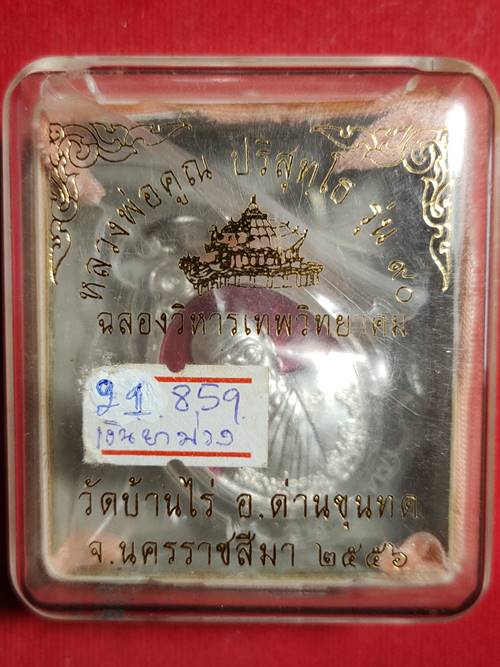 หลวงพ่อคูณ ปริสุทโธ รุ่น ๙๐
ฉลองวิหารเทพวิทยาคม
859
เงินยาม่วง
วัดบ้านไร่ อ.ด่านขุนทด
จ.นครราชสีมา ๒๕๕๖